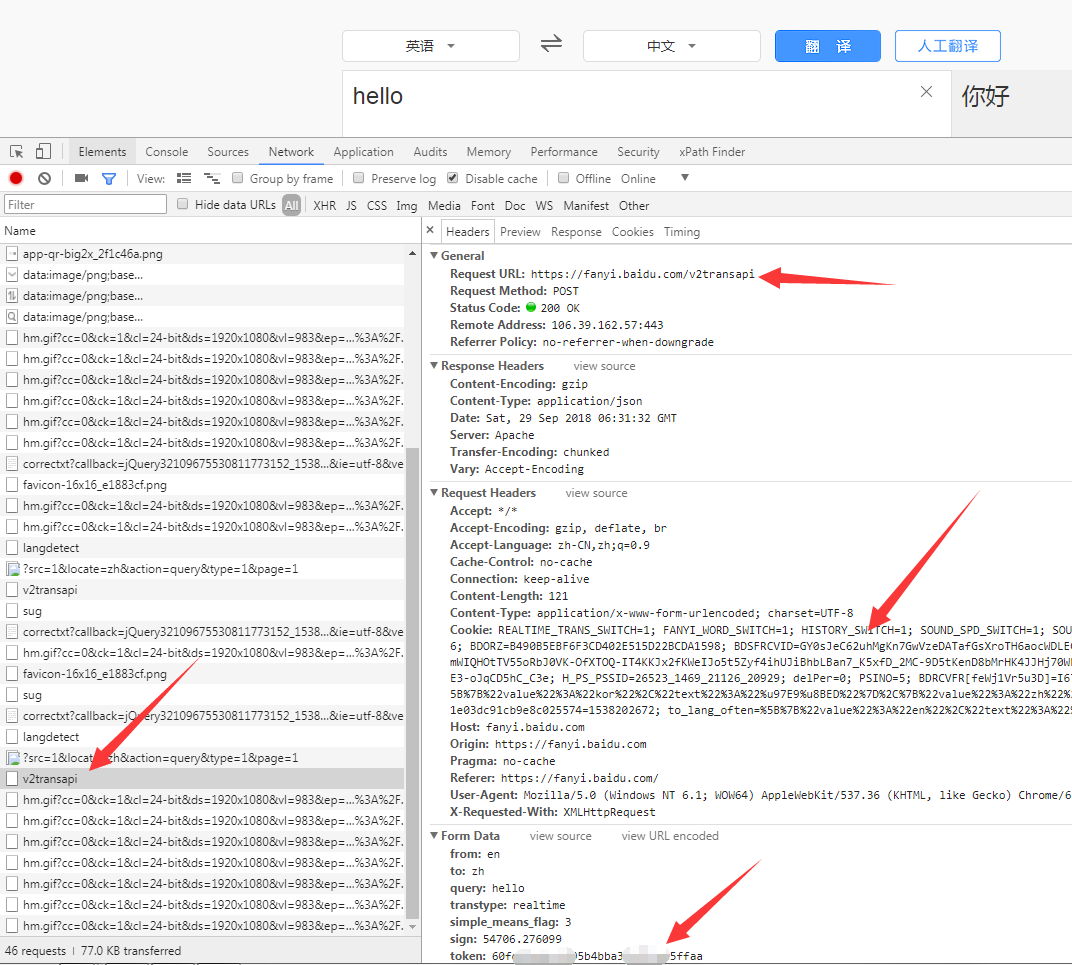 英语
中文
翻 译
人工翻译
hello
你好
Elements Console Sources Network Application Audits Memory Performance Security xPath Finder
View: Group by frame Preserve log Disable cache Offline Online
Filter Hide data URLs All XHR JS CSS Img Media Font Doc WS Manifest Other
Name
app-qr-big2x_2f1c46a.png
data:image/png;base...
data:image/png;base...
data:image/png;base...
hm.gif?cc=0&ck=1&cl=24-bit&ds=1920x1080&vl=983&ep=...%3A%2F.
hm.gif?cc=0&ck=1&cl=24-bit&ds=1920x1080&vl=983&ep=...%3A%2F.
hm.gif?cc=0&ck=1&cl=24-bit&ds=1920x1080&vl=983&ep=...%3A%2F.
hm.gif?cc=0&ck=1&cl=24-bit&ds=1920x1080&vl=983&ep=...%3A%2F.
hm.gif?cc=0&ck=1&cl=24-bit&ds=1920x1080&vl=983&ep=...%3A%2F.
hm.gif?cc=0&ck=1&cl=24-bit&ds=1920x1080&vl=983&ep=...%3A%2F.
correctxt?callback=jQuery32109675530811773152_1538...&ie=utf-8&ve
favicon-16x16_e1883cf.png
hm.gif?cc=0&ck=1&cl=24-bit&ds=1920x1080&vl=983&ep=...%3A%2F.
hm.gif?cc=0&ck=1&cl=24-bit&ds=1920x1080&vl=983&ep=...%3A%2F.
langdetect
?src=1&locate=zh&action=query&type=1&page=1
v2transapi
sug
correctxt?callback=jQuery32109675530811773152_1538...&ie=utf-8&ve
hm.gif?cc=0&ck=1&cl=24-bit&ds=1920x1080&vl=983&ep=...%3A%2F.
favicon-16x16_e1883cf.png
sug
correctxt?callback=jQuery32109675530811773152_1538...&ie=utf-8&ve
langdetect
?src=1&locate=zh&action=query&type=1&page=1
v2transapi
hm.gif?cc=0&ck=1&cl=24-bit&ds=1920x1080&vl=983&ep=...%3A%2F.
hm.gif?cc=0&ck=1&cl=24-bit&ds=1920x1080&vl=983&ep=...%3A%2F.
hm.gif?cc=0&ck=1&cl=24-bit&ds=1920x1080&vl=983&ep=...%3A%2F.
hm.gif?cc=0&ck=1&cl=24-bit&ds=1920x1080&vl=983&ep=...%3A%2F.
hm.gif?cc=0&ck=1&cl=24-bit&ds=1920x1080&vl=983&ep=...%3A%2F.
hm.gif?cc=0&ck=1&cl=24-bit&ds=1920x1080&vl=983&ep=...%3A%2F.
hm.gif?cc=0&ck=1&cl=24-bit&ds=1920x1080&vl=983&ep=...%3A%2F.
46 requests | 77.0 KB transferred
Headers Preview Response Cookies Timing
General
Request URL: https://fanyi.baidu.com/v2transapi
Request Method: POST
Status Code: 200 OK
Remote Address: 106.39.162.57:443
Referrer Policy: no-referrer-when-downgrade
Response Headers view source
Content-Encoding: gzip
Content-Type: application/json
Date: Sat, 29 Sep 2018 06:31:32 GMT
Server: Apache
Transfer-Encoding: chunked
Vary: Accept-Encoding
Request Headers view source
Accept: */*
Accept-Encoding: gzip, deflate, br
Accept-Language: zh-CN,zh;q=0.9
Cache-Control: no-cache
Connection: keep-alive
Content-Length: 121
Content-Type: application/x-www-form-urlencoded; charset=UTF-8
Cookie: REALTIME_TRANS_SWITCH=1; FANYI_WORD_SWITCH=1; HISTORY_SWITCH=1; SOUND_SPD_SWITCH=1; SOU
6; BDORZ=B490B5EBF6F3CD402E515D22BCDA1598; BDSFRCVID=GY0sJeC62uhMgKn7GwVzeDATafGsXroTH6aocWDLE
mWIQHOtTV55oRbJ0VK-OfXTOQ-IT4KKJx2fKWeIJo5t5Zyf4ihUJiBhbLBan7_K5xfD_2MC-9D5tKenD8bMrHK4JJHj70W
E3-oJqCD5hC_C3e; H_PS_PSSID=26523_1469_21126_20929; delPer=0; PSINO=5; BDRCVFR[feWj1Vr5u3D]=I6
5B%7B%22value%22%3A%22kor%22%2C%22text%22%3A%22%u97E9%u8BED%22%7D%2C%7B%22value%22%3A%22zh%22%2
1e03dc91cb9e8c025574=1538202672; to_lang_often=%5B%7B%22value%22%3A%22en%22%2C%22text%22%3A%22%
Host: fanyi.baidu.com
Origin: https://fanyi.baidu.com
Pragma: no-cache
Referer: https://fanyi.baidu.com/
User-Agent: Mozilla/5.0 (Windows NT 6.1; WOW64) AppleWebKit/537.36 (KHTML, like Gecko) Chrome/6
X-Requested-With: XMLHttpRequest
Form Data view source view URL encoded
from: en
to: zh
query: hello
transtype: realtime
simple_means_flag: 3
sign: 54706.276099
token: